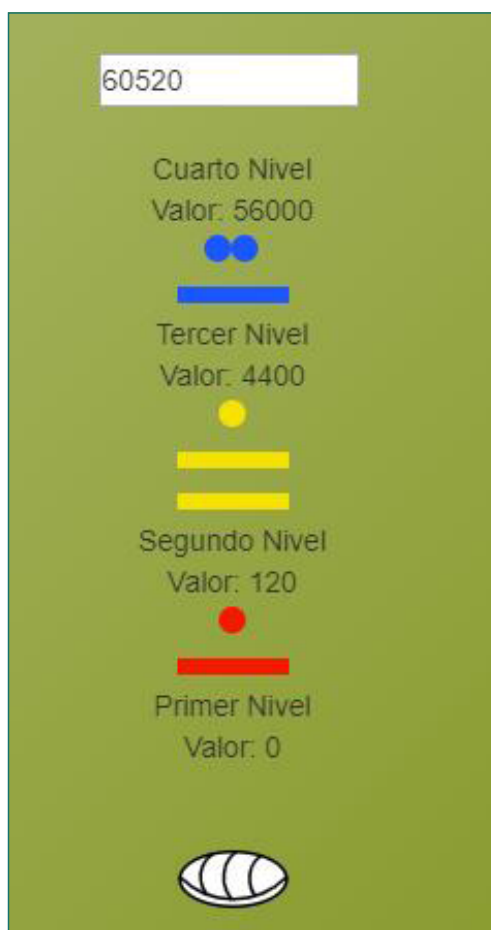 60520
Cuarto Nivel
Valor: 56000
Tercer Nivel
Valor: 4400
Segundo Nivel
Valor: 120
Primer Nivel
Valor: 0